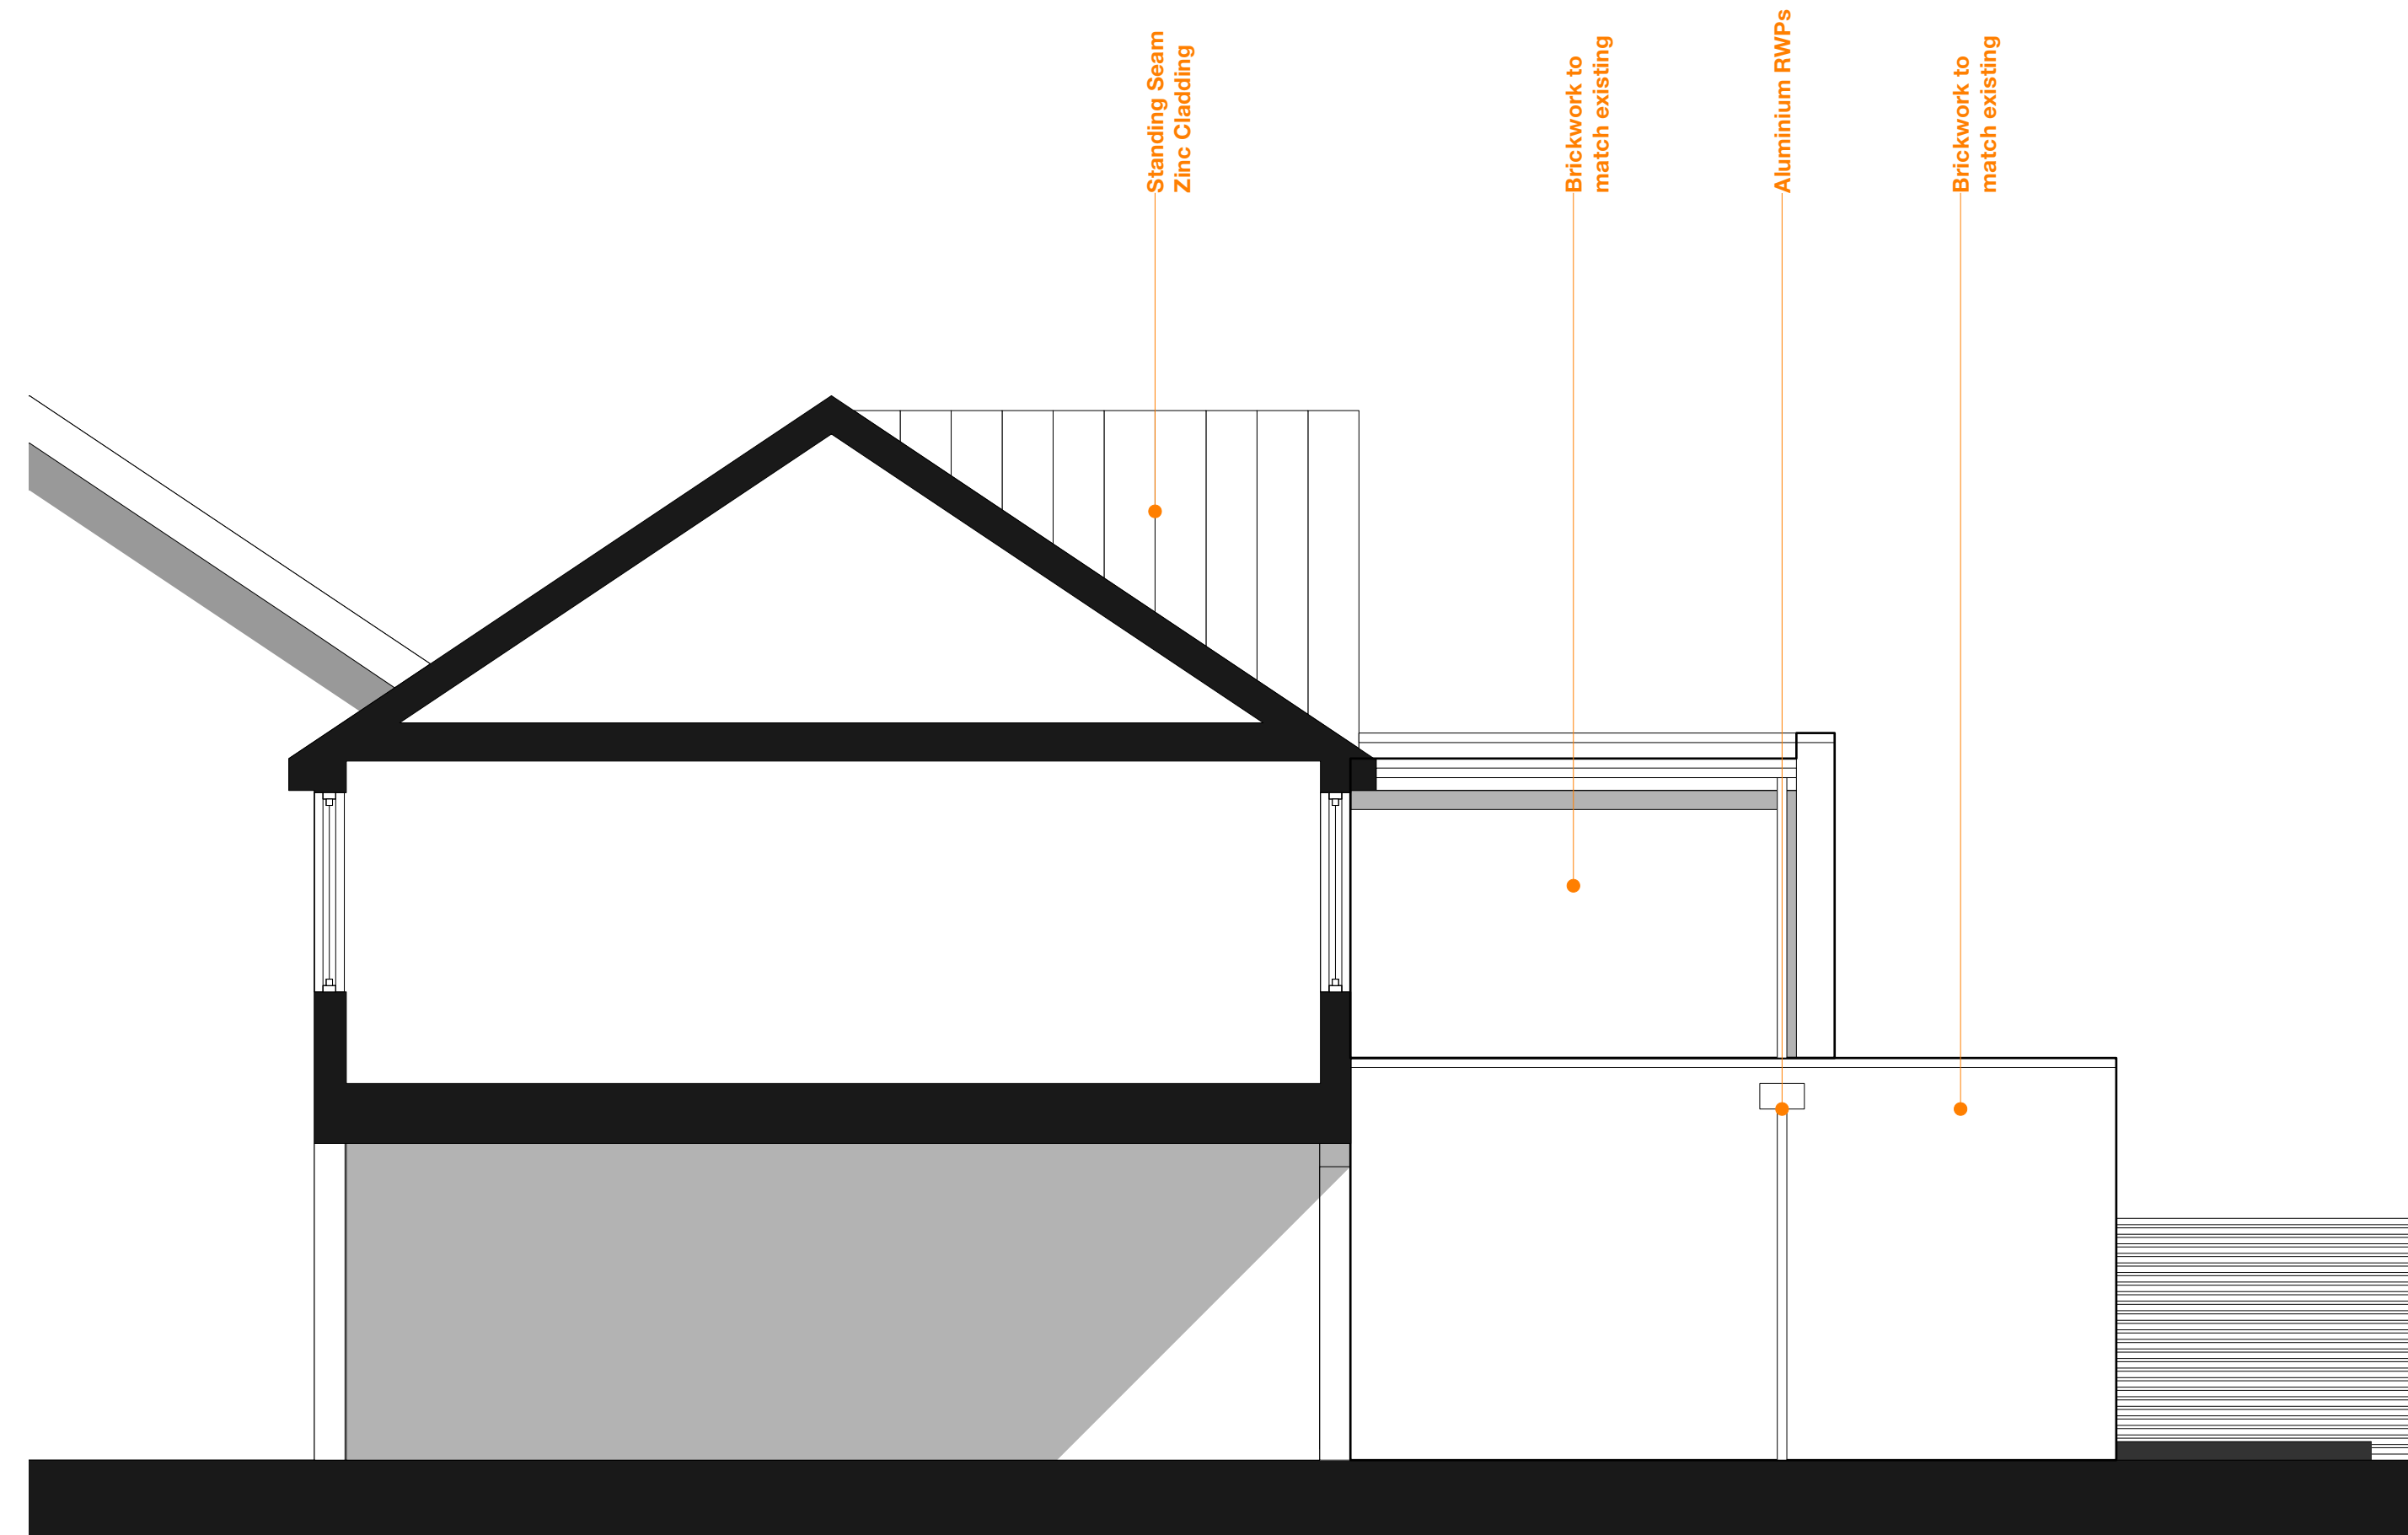 Standing Seam
Zinc Cladding
Brickwork to
match existing
Aluminium RWPs
Brickwork to
match existing